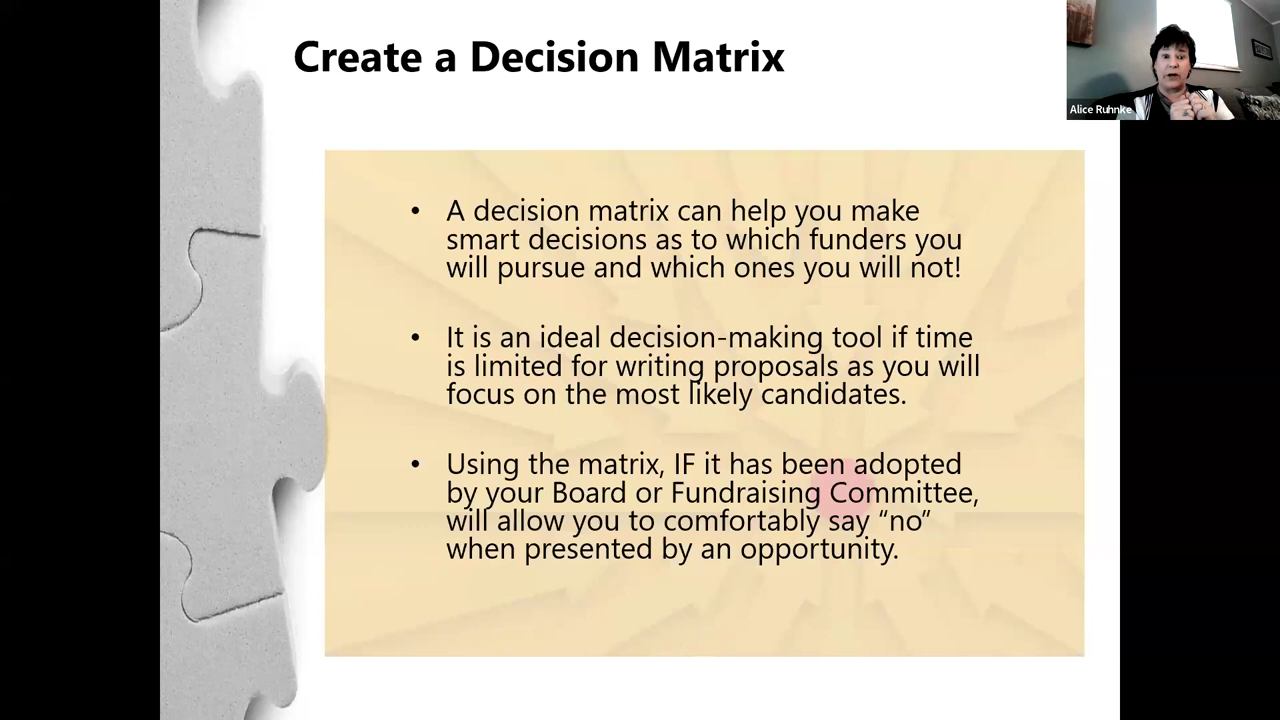 Create a Decision Matrix
Alice Ruhnke
• A decision matrix can help you make
smart decisions as to which funders you
will pursue and which ones you will not!
• It is an ideal decision-making tool if time
is limited for writing proposals as you will
focus on the most likely candidates.
• Using the matrix, IF it has been adopted
by your Board or Fundraising Committee,
will allow you to comfortably say “no”
when presented by an opportunity.